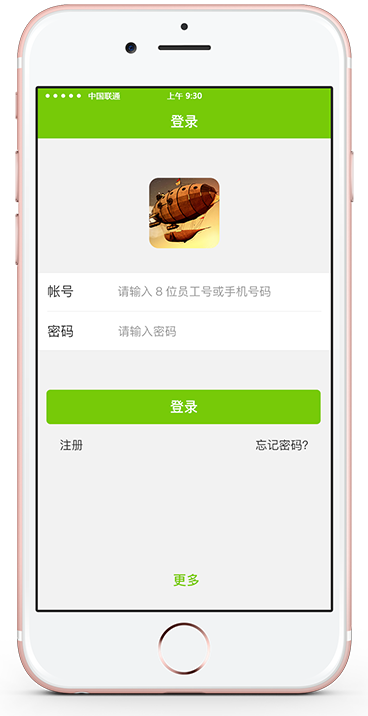 中国联通 上午 9:30
登录
帐号 请输入 8 位员工号或手机号码
密码 请输入密码
登录
注册 忘记密码?
更多